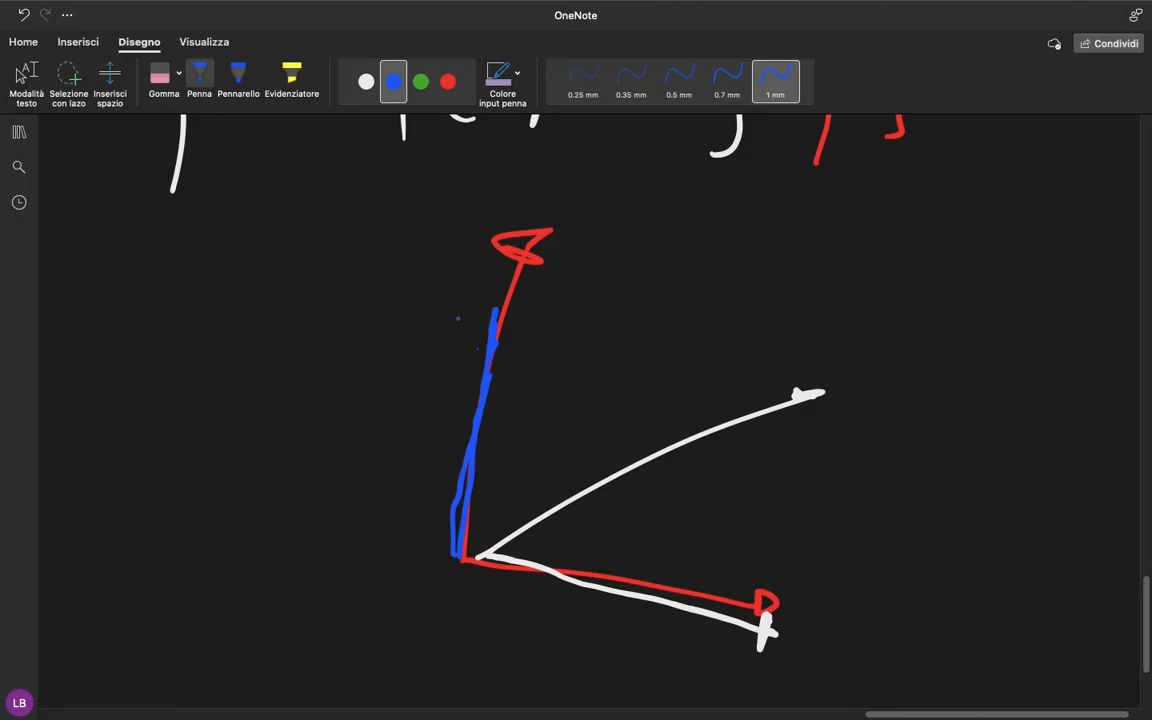 OneNote
Home Inserisci Disegno Visualizza
Condividi
Modalità testo
Selezione con lazo
Inserisci spazio
Gomma
Penna
Pennarello
Evidenziatore
Colore input penna
0.25 mm
0.35 mm
0.5 mm
0.7 mm
1 mm
LB